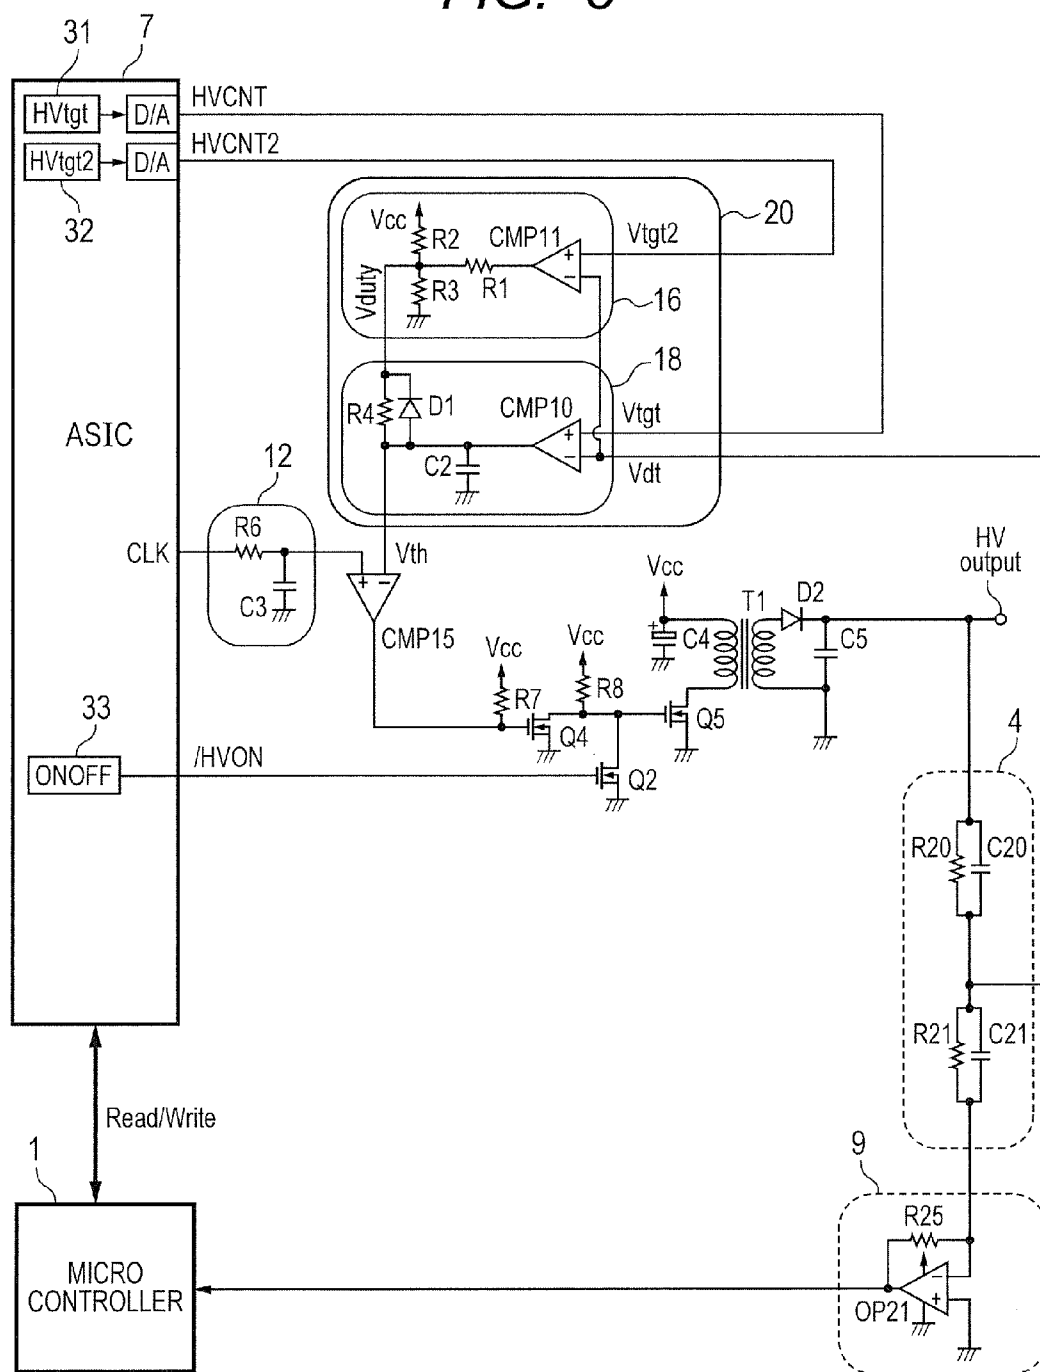 FIG. 6
31
7
HVtgt
D/A
HVCNT
HVtgt2
D/A
HVCNT2
32
20
Vcc
R2
CMP11
+
−
Vtgt2
R1
R3
Vduty
16
18
R4
D1
CMP10
+
−
Vtgt
C2
Vdt
ASIC
12
R6
CLK
C3
+ −
Vth
CMP15
HV
output
Vcc
T1
D2
+
C4
C5
Vcc
Vcc
R7
R8
Q4
Q5
33
/HVON
ONOFF
Q2
4
R20
C20
R21
C21
Read/Write
1
9
R25
MICRO
CONTROLLER
−
+
OP21